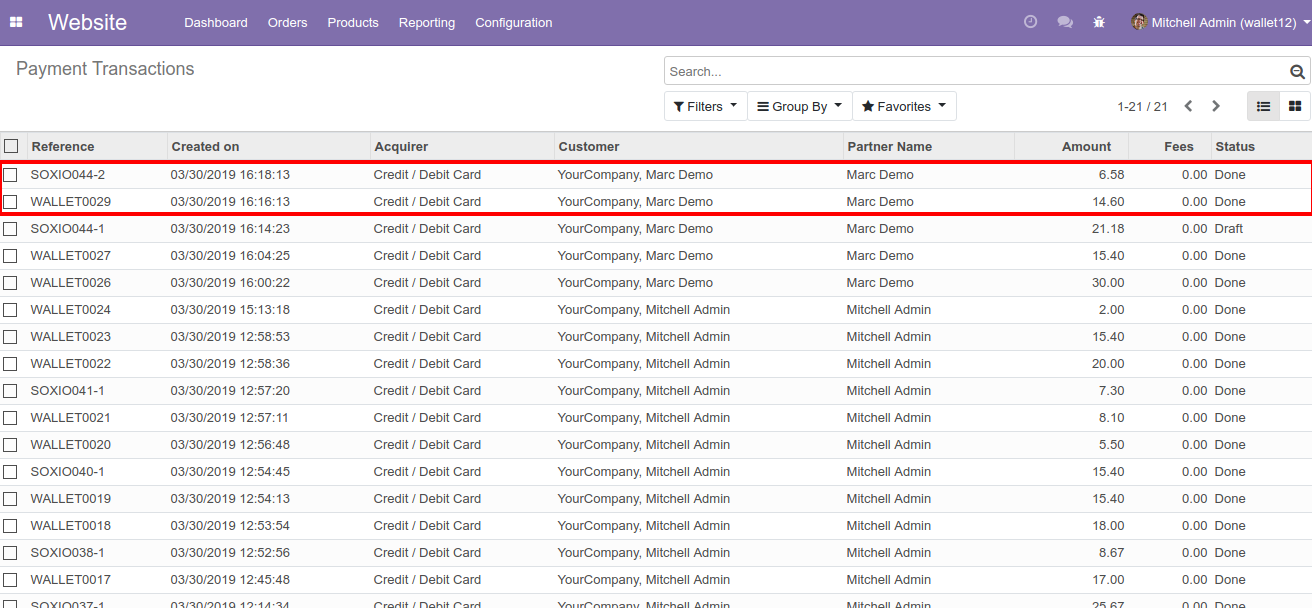 Website Dashboard Orders Products Reporting Configuration Mitchell Admin (wallet12)
Payment Transactions
Search...
Filters Group By Favorites 1-21 / 21
Reference Created on Acquirer Customer Partner Name Amount Fees Status
SOXIO044-2 03/30/2019 16:18:13 Credit / Debit Card YourCompany, Marc Demo Marc Demo 6.58 0.00 Done
WALLET0029 03/30/2019 16:16:13 Credit / Debit Card YourCompany, Marc Demo Marc Demo 14.60 0.00 Done
SOXIO044-1 03/30/2019 16:14:23 Credit / Debit Card YourCompany, Marc Demo Marc Demo 21.18 0.00 Draft
WALLET0027 03/30/2019 16:04:25 Credit / Debit Card YourCompany, Marc Demo Marc Demo 15.40 0.00 Done
WALLET0026 03/30/2019 16:00:22 Credit / Debit Card YourCompany, Marc Demo Marc Demo 30.00 0.00 Done
WALLET0024 03/30/2019 15:13:18 Credit / Debit Card YourCompany, Mitchell Admin Mitchell Admin 2.00 0.00 Done
WALLET0023 03/30/2019 12:58:53 Credit / Debit Card YourCompany, Mitchell Admin Mitchell Admin 15.40 0.00 Done
WALLET0022 03/30/2019 12:58:36 Credit / Debit Card YourCompany, Mitchell Admin Mitchell Admin 20.00 0.00 Done
SOXIO041-1 03/30/2019 12:57:20 Credit / Debit Card YourCompany, Mitchell Admin Mitchell Admin 7.30 0.00 Done
WALLET0021 03/30/2019 12:57:11 Credit / Debit Card YourCompany, Mitchell Admin Mitchell Admin 8.10 0.00 Done
WALLET0020 03/30/2019 12:56:48 Credit / Debit Card YourCompany, Mitchell Admin Mitchell Admin 5.50 0.00 Done
SOXIO040-1 03/30/2019 12:54:45 Credit / Debit Card YourCompany, Mitchell Admin Mitchell Admin 15.40 0.00 Done
WALLET0019 03/30/2019 12:54:13 Credit / Debit Card YourCompany, Mitchell Admin Mitchell Admin 15.40 0.00 Done
WALLET0018 03/30/2019 12:53:54 Credit / Debit Card YourCompany, Mitchell Admin Mitchell Admin 18.00 0.00 Done
SOXIO038-1 03/30/2019 12:52:56 Credit / Debit Card YourCompany, Mitchell Admin Mitchell Admin 8.67 0.00 Done
WALLET0017 03/30/2019 12:45:48 Credit / Debit Card YourCompany, Mitchell Admin Mitchell Admin 17.00 0.00 Done
SOXIO037-1 03/30/2019 12:14:34 Credit / Debit Card YourCompany, Mitchell Admin Mitchell Admin 25.67 0.00 Done